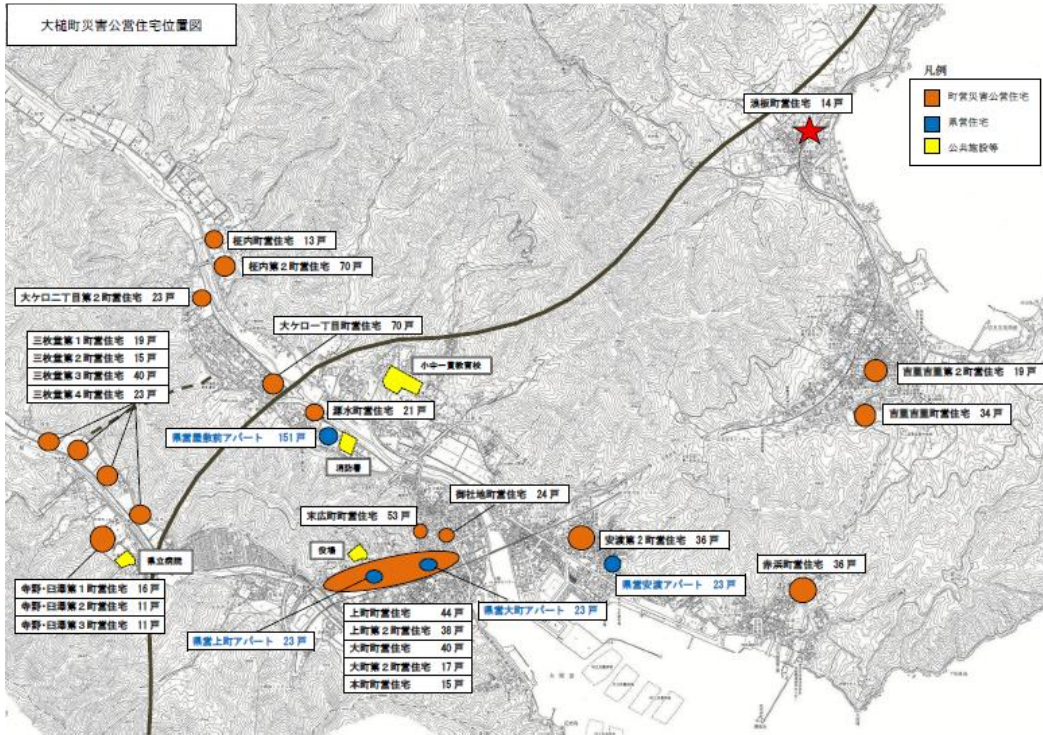 大槌町災害公営住宅位置図
凡例
町営災害公営住宅
県営住宅
公共施設等
浪板町営住宅 14戸
柾内町営住宅 13戸
柾内第2町営住宅 70戸
大ケ口二丁目第2町営住宅 23戸
大ケ口一丁目町営住宅 70戸
三枚堂第1町営住宅 19戸
三枚堂第2町営住宅 15戸
三枚堂第3町営住宅 40戸
三枚堂第4町営住宅 23戸
小中一貫教育校
吉里吉里第2町営住宅 19戸
吉里吉里町営住宅 34戸
源水町営住宅 21戸
県営屋敷前アパート 151戸
消防署
御社地町営住宅 24戸
末広町町営住宅 53戸
役場
安渡第2町営住宅 36戸
県営安渡アパート 23戸
赤浜町営住宅 36戸
県立病院
寺野・臼澤第1町営住宅 16戸
寺野・臼澤第2町営住宅 11戸
寺野・臼澤第3町営住宅 11戸
県営上町アパート 23戸
県営大町アパート 23戸
上町町営住宅 44戸
上町第2町営住宅 38戸
大町町営住宅 40戸
大町第2町営住宅 17戸
本町町営住宅 15戸